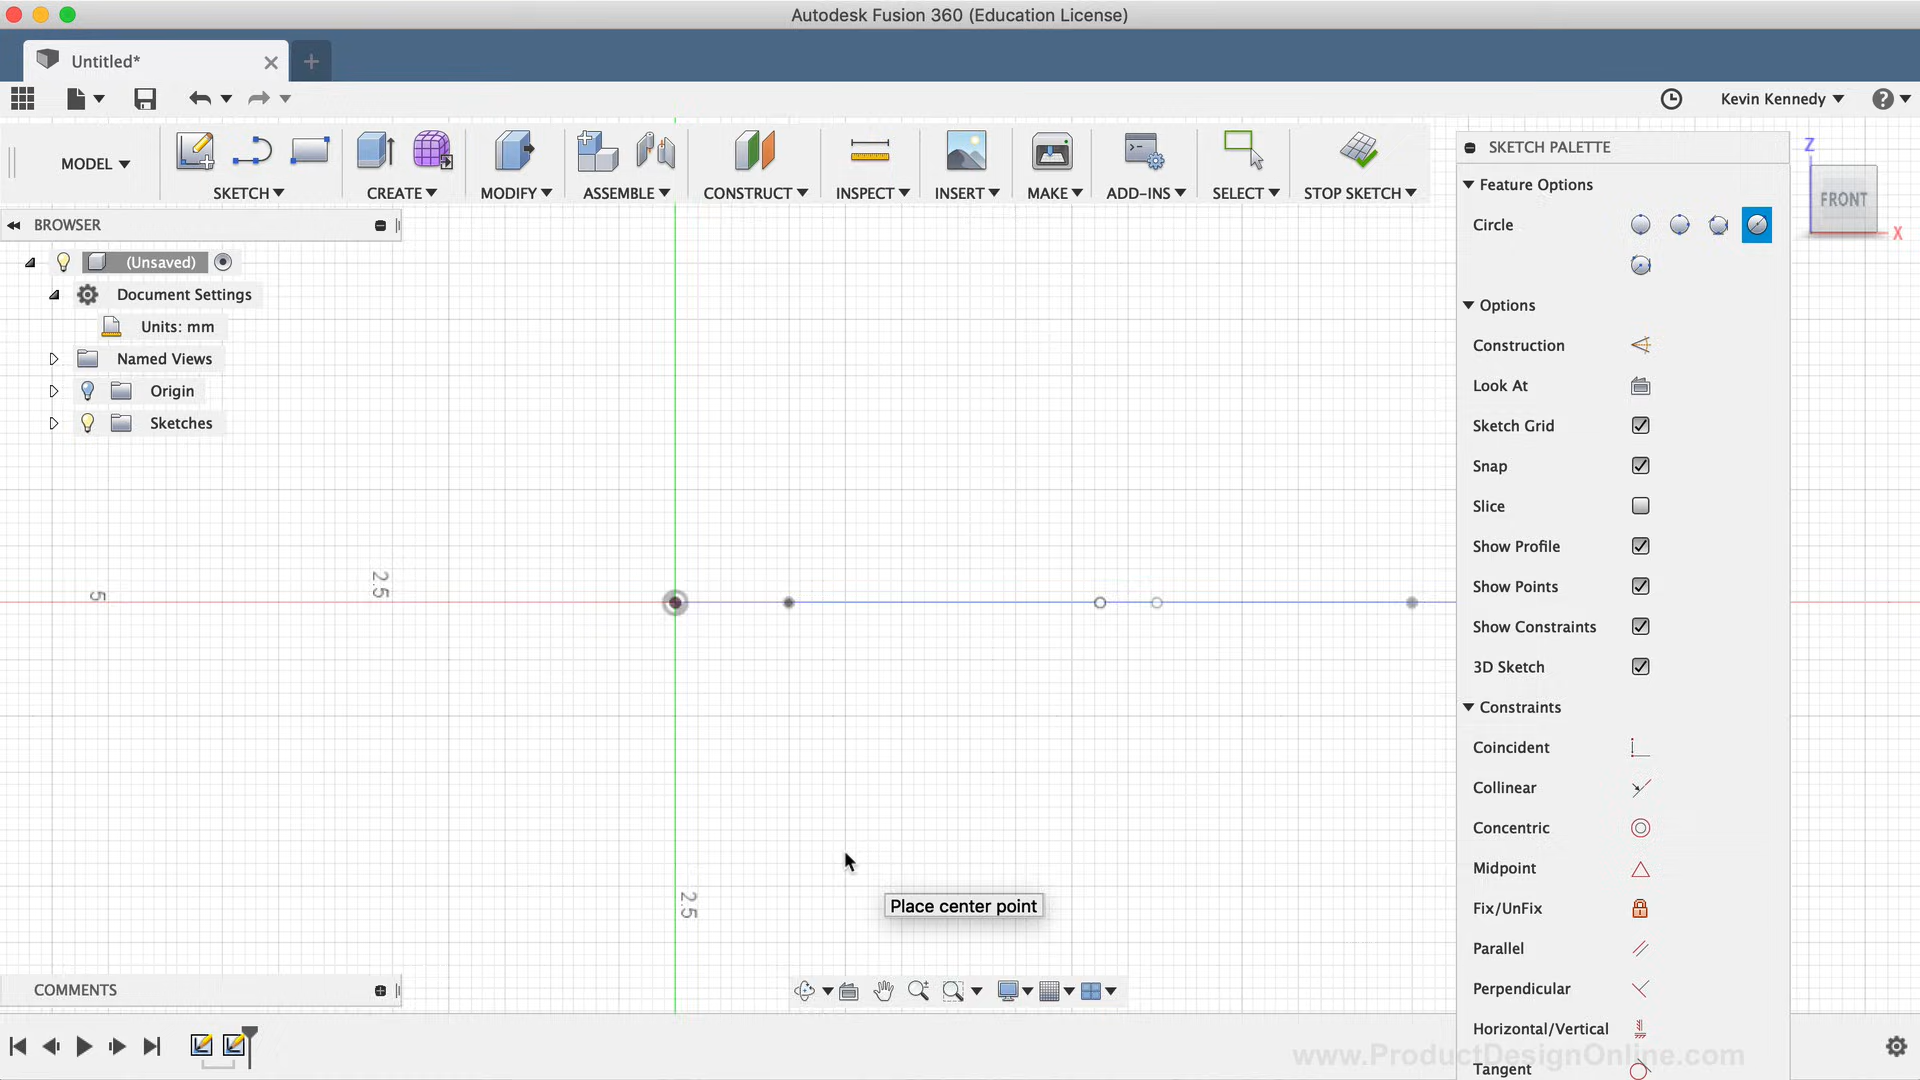 Autodesk Fusion 360 (Education License)
Untitled*
Kevin Kennedy
MODEL
SKETCH
CREATE
MODIFY
ASSEMBLE
CONSTRUCT
INSPECT
INSERT
MAKE
ADD-INS
SELECT
STOP SKETCH
BROWSER
(Unsaved)
Document Settings
Units: mm
Named Views
Origin
Sketches
SKETCH PALETTE
Feature Options
Circle
Options
Construction
Look At
Sketch Grid
Snap
Slice
Show Profile
Show Points
Show Constraints
3D Sketch
Constraints
Coincident
Collinear
Concentric
Midpoint
Fix/UnFix
Parallel
Perpendicular
Horizontal/Vertical
Tangent
Z
FRONT
X
5
2.5
2.5
Place center point
COMMENTS
www.ProductDesignOnline.com